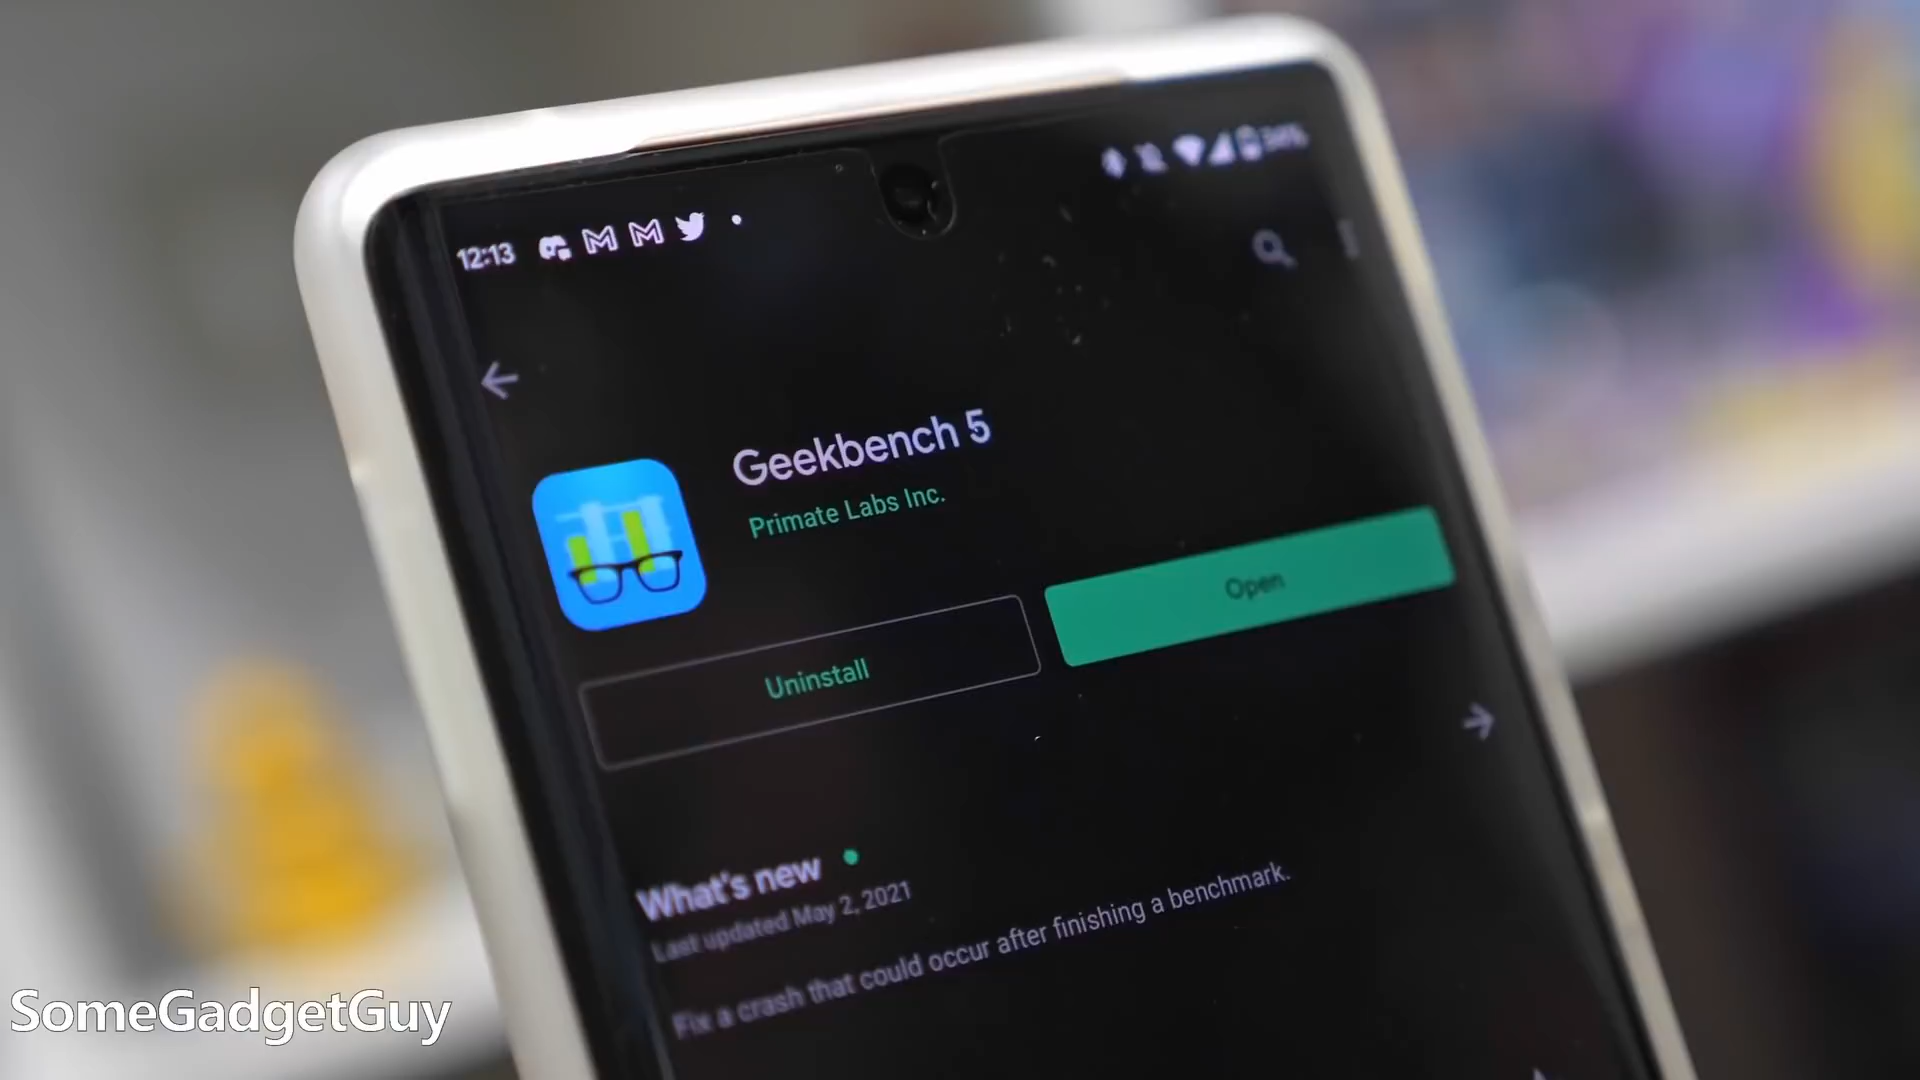 12:13
Geekbench 5
Primate Labs Inc.
Uninstall
Open
What's new
Last updated May 2, 2021
Fix a crash that could occur after finishing a benchmark.
SomeGadgetGuy